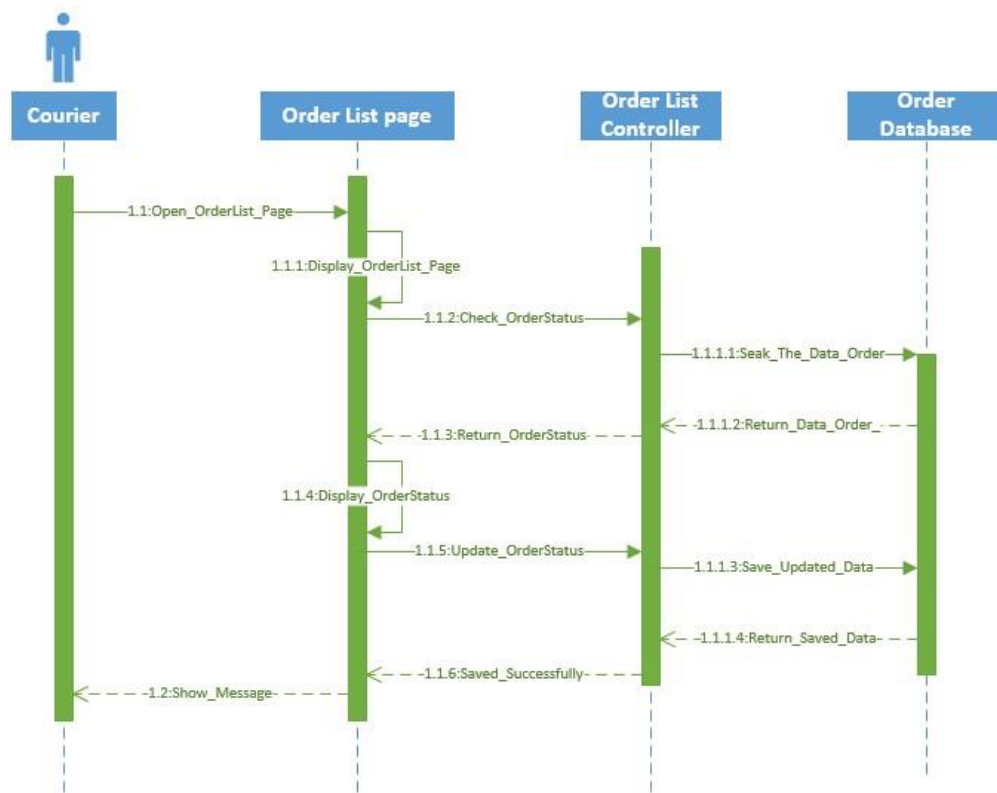 Courier
Order List page
Order List
Controller
Order
Database
1.1:Open_OrderList_Page
1.1.1:Display_OrderList_Page
1.1.2:Check_OrderStatus
1.1.1.1:Seak_The_Data_Order
1.1.1.2:Return_Data_Order_
1.1.3:Return_OrderStatus
1.1.4:Display_OrderStatus
1.1.5:Update_OrderStatus
1.1.1.3:Save_Updated_Data
1.1.1.4:Return_Saved_Data
1.1.6:Saved_Successfully
1.2:Show_Message